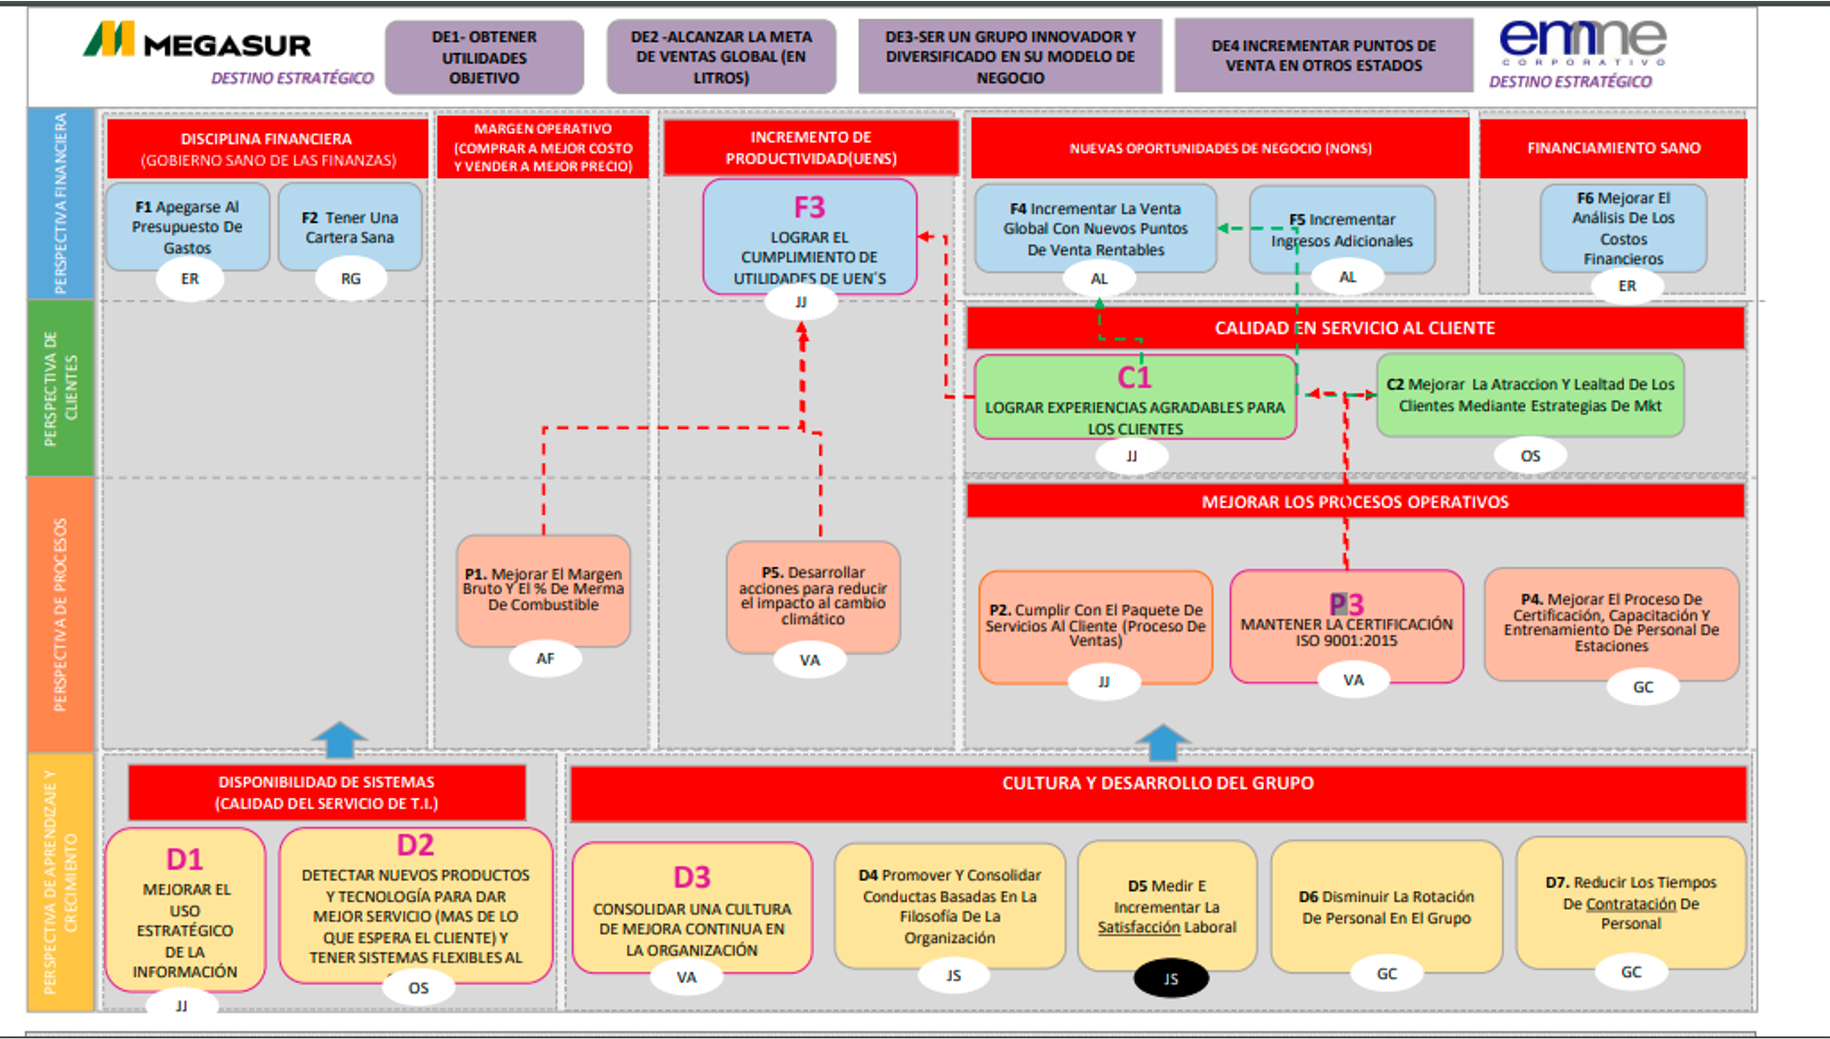 MEGASUR
DESTINO ESTRATÉGICO
DE1- OBTENER
UTILIDADES
OBJETIVO
DE2 -ALCANZAR LA META
DE VENTAS GLOBAL (EN
LITROS)
DE3-SER UN GRUPO INNOVADOR Y
DIVERSIFICADO EN SU MODELO DE
NEGOCIO
DE4 INCREMENTAR PUNTOS DE
VENTA EN OTROS ESTADOS
emne
CORPORATIVO
DESTINO ESTRATÉGICO
PERSPECTIVA FINANCIERA
DISCIPLINA FINANCIERA
(GOBIERNO SANO DE LAS FINANZAS)
MARGEN OPERATIVO
(COMPRAR A MEJOR COSTO
Y VENDER A MEJOR PRECIO)
INCREMENTO DE
PRODUCTIVIDAD(UENS)
NUEVAS OPORTUNIDADES DE NEGOCIO (NONS)
FINANCIAMIENTO SANO
F1 Apegarse Al
Presupuesto De
Gastos
ER
F2 Tener Una
Cartera Sana
RG
F3
LOGRAR EL
CUMPLIMIENTO DE
UTILIDADES DE UEN´S
JJ
F4 Incrementar La Venta
Global Con Nuevos Puntos
De Venta Rentables
AL
F5 Incrementar
Ingresos Adicionales
AL
F6 Mejorar El
Análisis De Los
Costos
Financieros
ER
PERSPECTIVA DE
CLIENTES
CALIDAD EN SERVICIO AL CLIENTE
C1
LOGRAR EXPERIENCIAS AGRADABLES PARA
LOS CLIENTES
JJ
C2 Mejorar La Atraccion Y Lealtad De Los
Clientes Mediante Estrategias De Mkt
OS
PERSPECTIVA DE PROCESOS
MEJORAR LOS PROCESOS OPERATIVOS
P1. Mejorar El Margen
Bruto Y El % De Merma
De Combustible
AF
P5. Desarrollar
acciones para reducir
el impacto al cambio
climático
VA
P2. Cumplir Con El Paquete De
Servicios Al Cliente (Proceso De
Ventas)
JJ
P3
MANTENER LA CERTIFICACIÓN
ISO 9001:2015
VA
P4. Mejorar El Proceso De
Certificación, Capacitación Y
Entrenamiento De Personal De
Estaciones
GC
PERSPECTIVA DE APRENDIZAJE Y
CRECIMIENTO
DISPONIBILIDAD DE SISTEMAS
(CALIDAD DEL SERVICIO DE T.I.)
CULTURA Y DESARROLLO DEL GRUPO
D1
MEJORAR EL
USO
ESTRATÉGICO
DE LA
INFORMACIÓN
JJ
D2
DETECTAR NUEVOS PRODUCTOS
Y TECNOLOGÍA PARA DAR
MEJOR SERVICIO (MAS DE LO
QUE ESPERA EL CLIENTE) Y
TENER SISTEMAS FLEXIBLES AL
OS
D3
CONSOLIDAR UNA CULTURA
DE MEJORA CONTINUA EN
LA ORGANIZACIÓN
VA
D4 Promover Y Consolidar
Conductas Basadas En La
Filosofía De La
Organización
JS
D5 Medir E
Incrementar La
Satisfacción Laboral
JS
D6 Disminuir La Rotación
De Personal En El Grupo
GC
D7. Reducir Los Tiempos
De Contratación De
Personal
GC